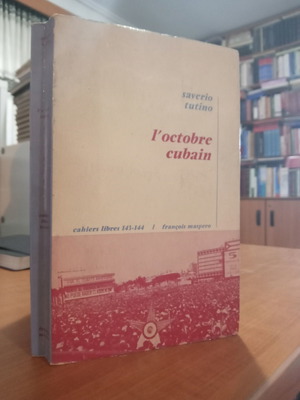 saverio
tutino
l'octobre
cubain
cahiers libres 143-144 / françois maspero